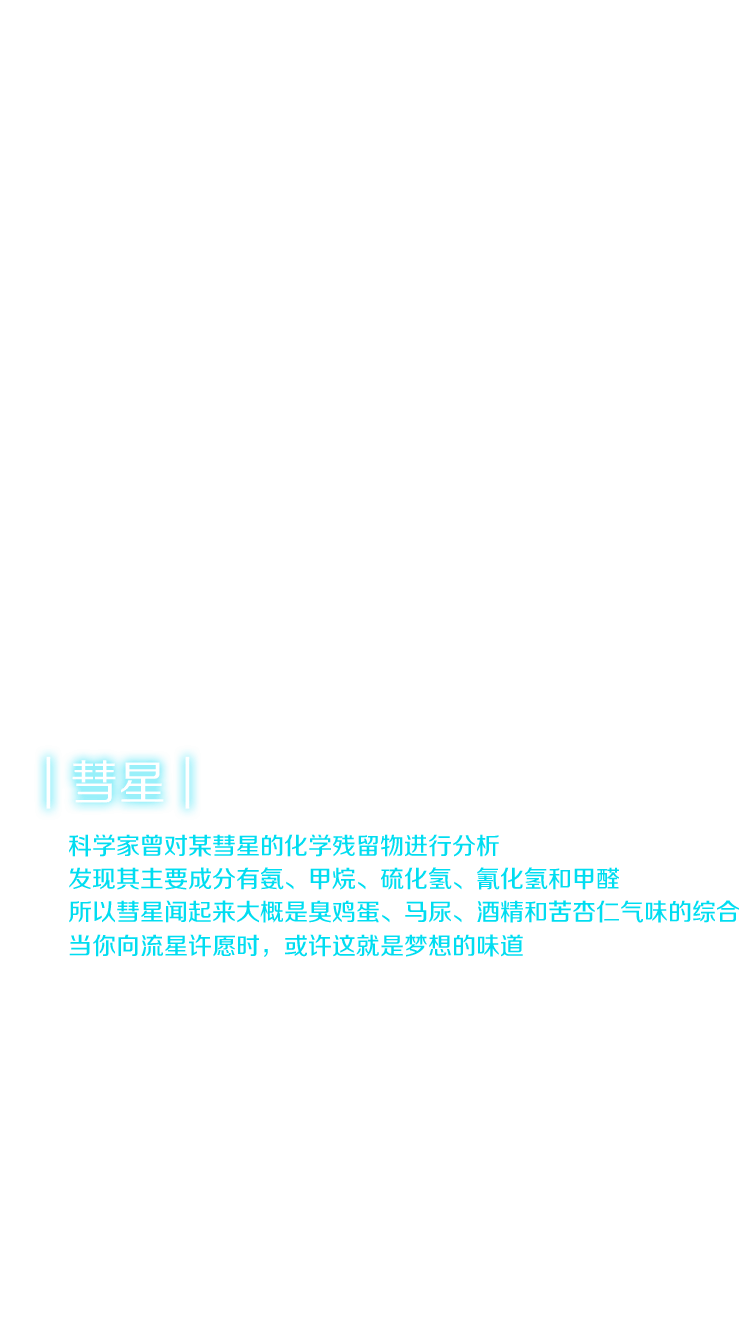 ｜彗星｜
科学家曾对某彗星的化学残留物进行分析
发现其主要成分有氨、甲烷、硫化氢、氰化氢和甲醛
所以彗星闻起来大概是臭鸡蛋、马尿、酒精和苦杏仁气味的综合
当你向流星许愿时，或许这就是梦想的味道